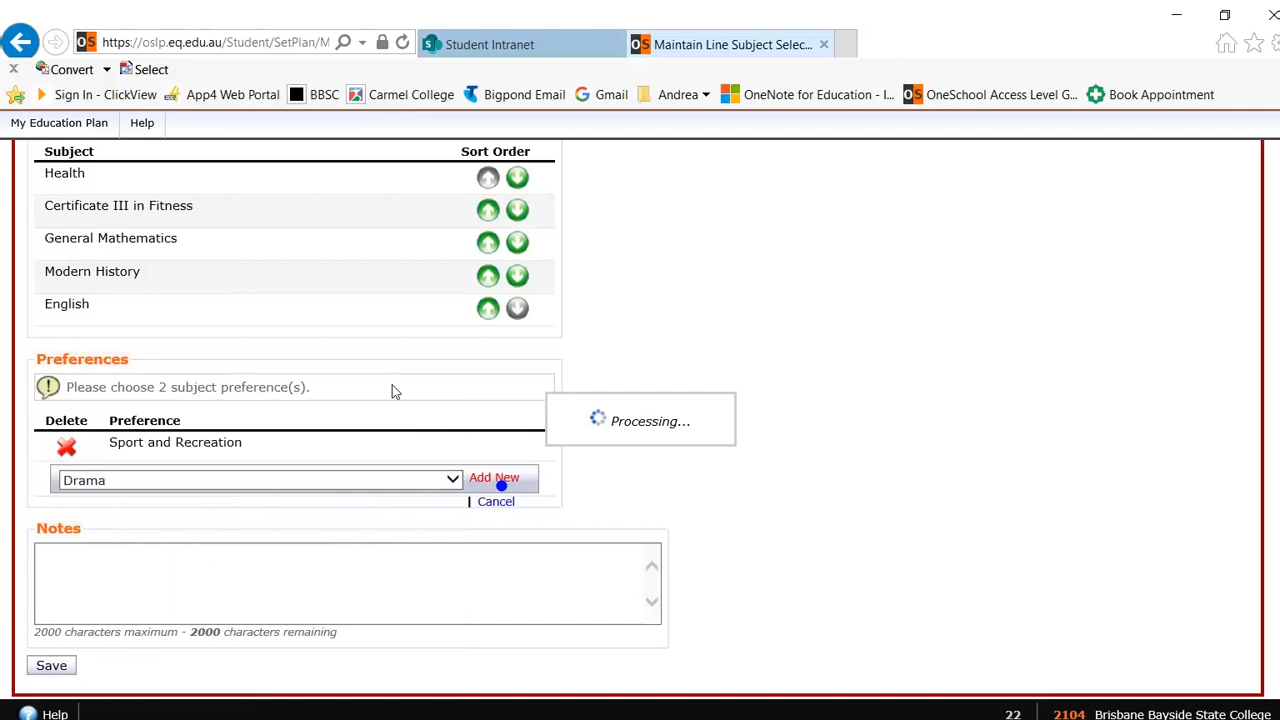 OS https://oslp.eq.edu.au/Student/SetPlan/M Student Intranet OS Maintain Line Subject Selec...
Convert Select
Sign In - ClickView App4 Web Portal BBSC Carmel College Bigpond Email Gmail Andrea OneNote for Education - I... OS OneSchool Access Level G... Book Appointment
My Education Plan Help
Subject Sort Order
Health
Certificate III in Fitness
General Mathematics
Modern History
English
Preferences
Please choose 2 subject preference(s).
Processing...
Delete Preference
Sport and Recreation
Drama Add New
| Cancel
Notes
2000 characters maximum - 2000 characters remaining
Save
Help 22 2104 Brisbane Bayside State College